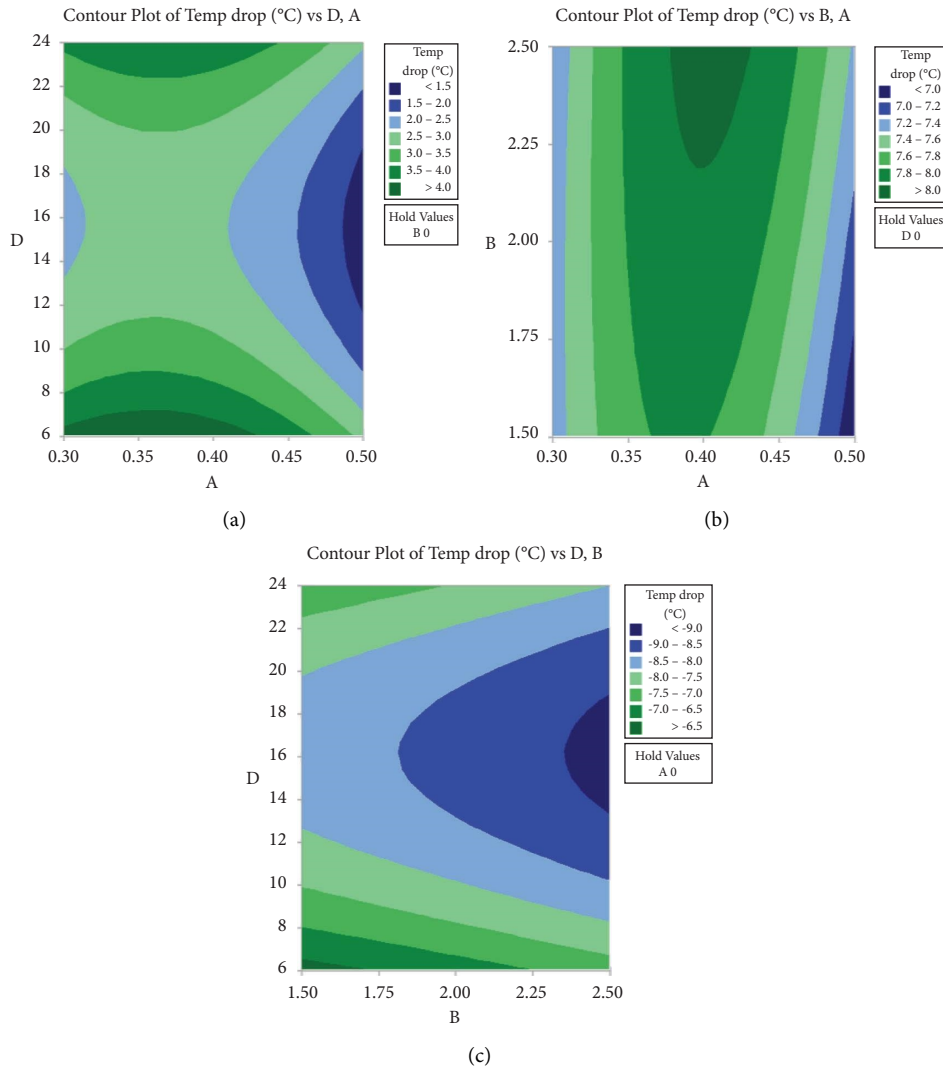 Contour Plot of Temp drop (°C) vs D, A
24
22
20
18
16
D
14
12
10
8
6
0.30 0.35 0.40 0.45 0.50
A
Temp
drop (°C)
< 1.5
1.5 – 2.0
2.0 – 2.5
2.5 – 3.0
3.0 – 3.5
3.5 – 4.0
> 4.0
Hold Values
B 0
(a)
Contour Plot of Temp drop (°C) vs B, A
2.50
2.25
B
2.00
1.75
1.50
0.30 0.35 0.40 0.45 0.50
A
Temp
drop (°C)
< 7.0
7.0 – 7.2
7.2 – 7.4
7.4 – 7.6
7.6 – 7.8
7.8 – 8.0
> 8.0
Hold Values
D 0
(b)
Contour Plot of Temp drop (°C) vs D, B
24
22
20
18
16
D
14
12
10
8
6
1.50 1.75 2.00 2.25 2.50
B
Temp drop
(°C)
< -9.0
-9.0 – -8.5
-8.5 – -8.0
-8.0 – -7.5
-7.5 – -7.0
-7.0 – -6.5
> -6.5
Hold Values
A 0
(c)